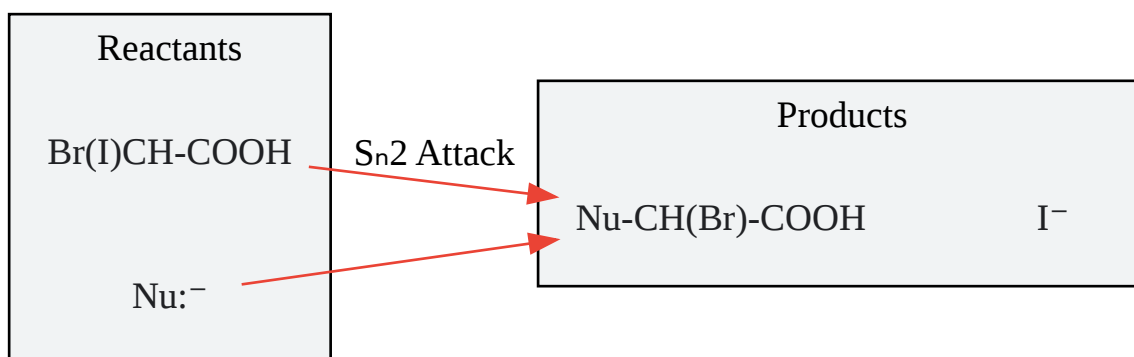 Reactants
Br(I)CH-COOH
Nu:⁻
Sₙ2 Attack
Products
Nu-CH(Br)-COOH
I⁻